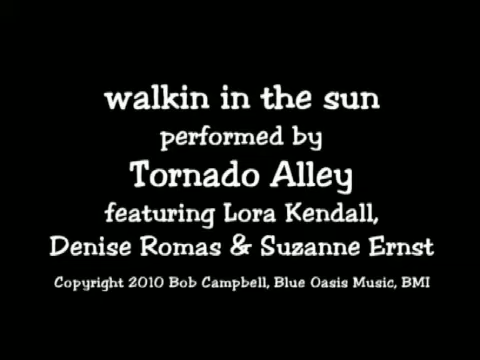 walkin in the sun
performed by
Tornado Alley
featuring Lora Kendall,
Denise Romas & Suzanne Ernst
Copyright 2010 Bob Campbell, Blue Oasis Music, BMI